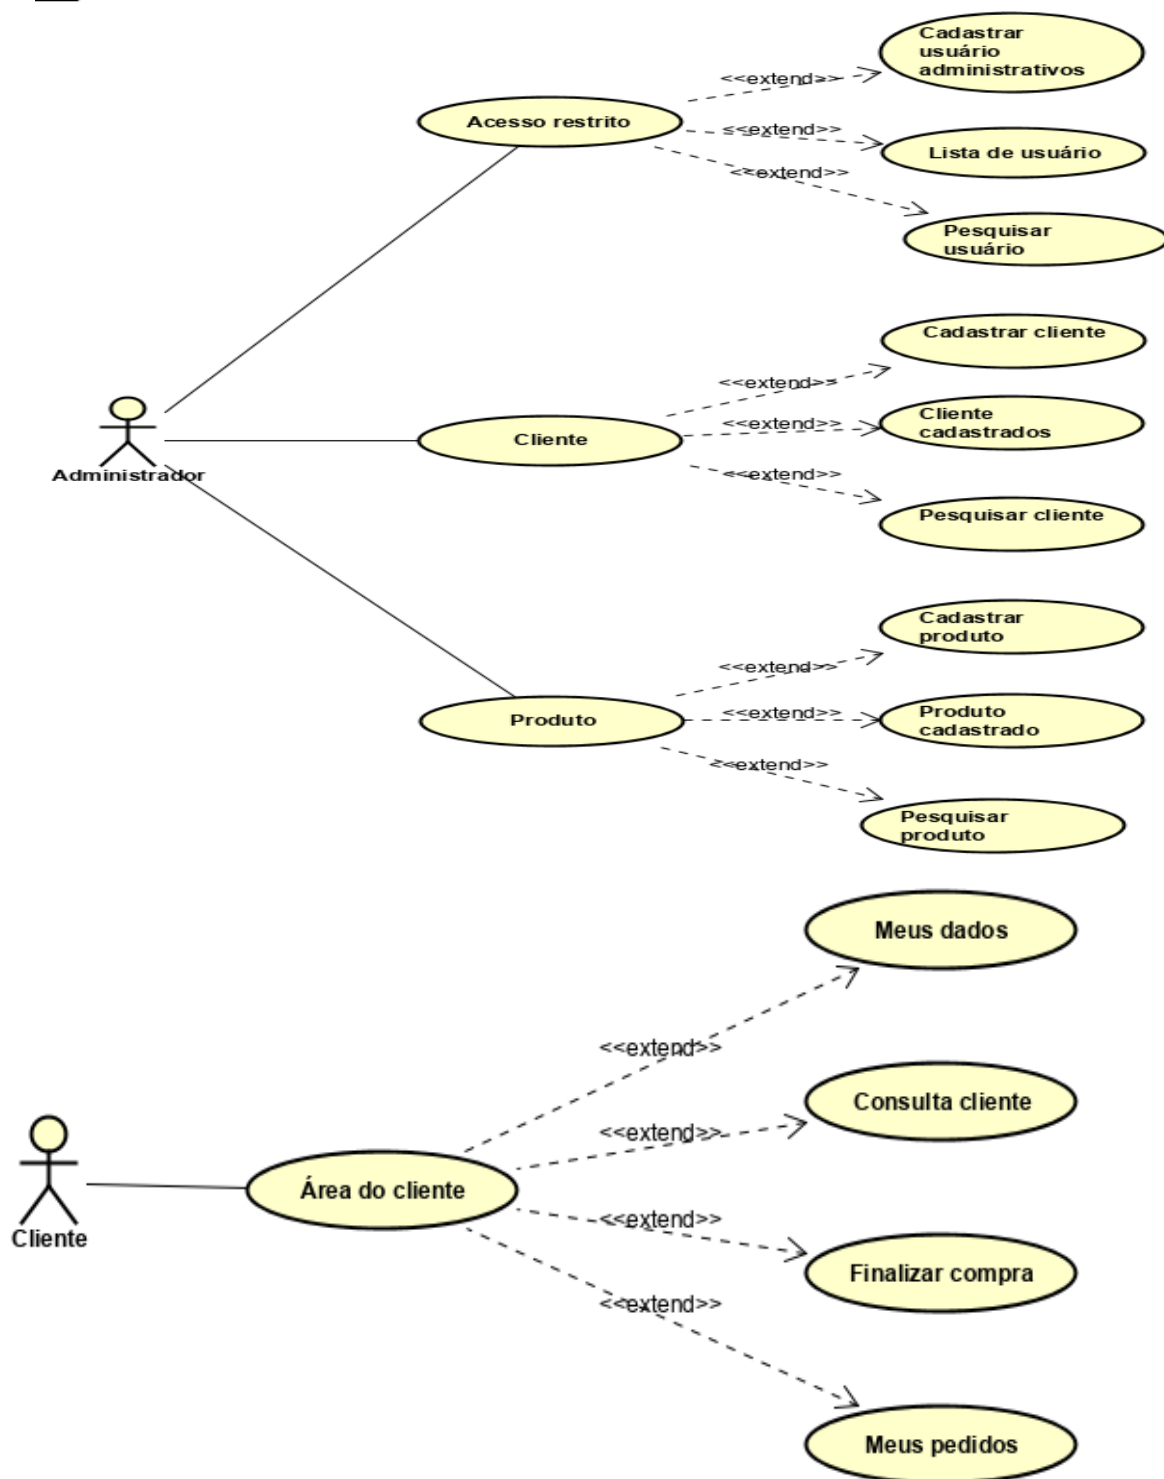 Cadastrar
usuário
administrativos
<<extend>>
Acesso restrito
<<extend>>
Lista de usuário
<<extend>>
Pesquisar
usuário
Cadastrar cliente
<<extend>>
Cliente
cadastrados
<<extend>>
Cliente
Administrador
<<extend>>
Pesquisar cliente
Cadastrar
produto
<<extend>>
Produto
cadastrado
<<extend>>
Produto
<<extend>>
Pesquisar
produto
Meus dados
<<extend>>
Consulta cliente
<<extend>>
Área do cliente
<<extend>>
Cliente
Finalizar compra
<<extend>>
Meus pedidos